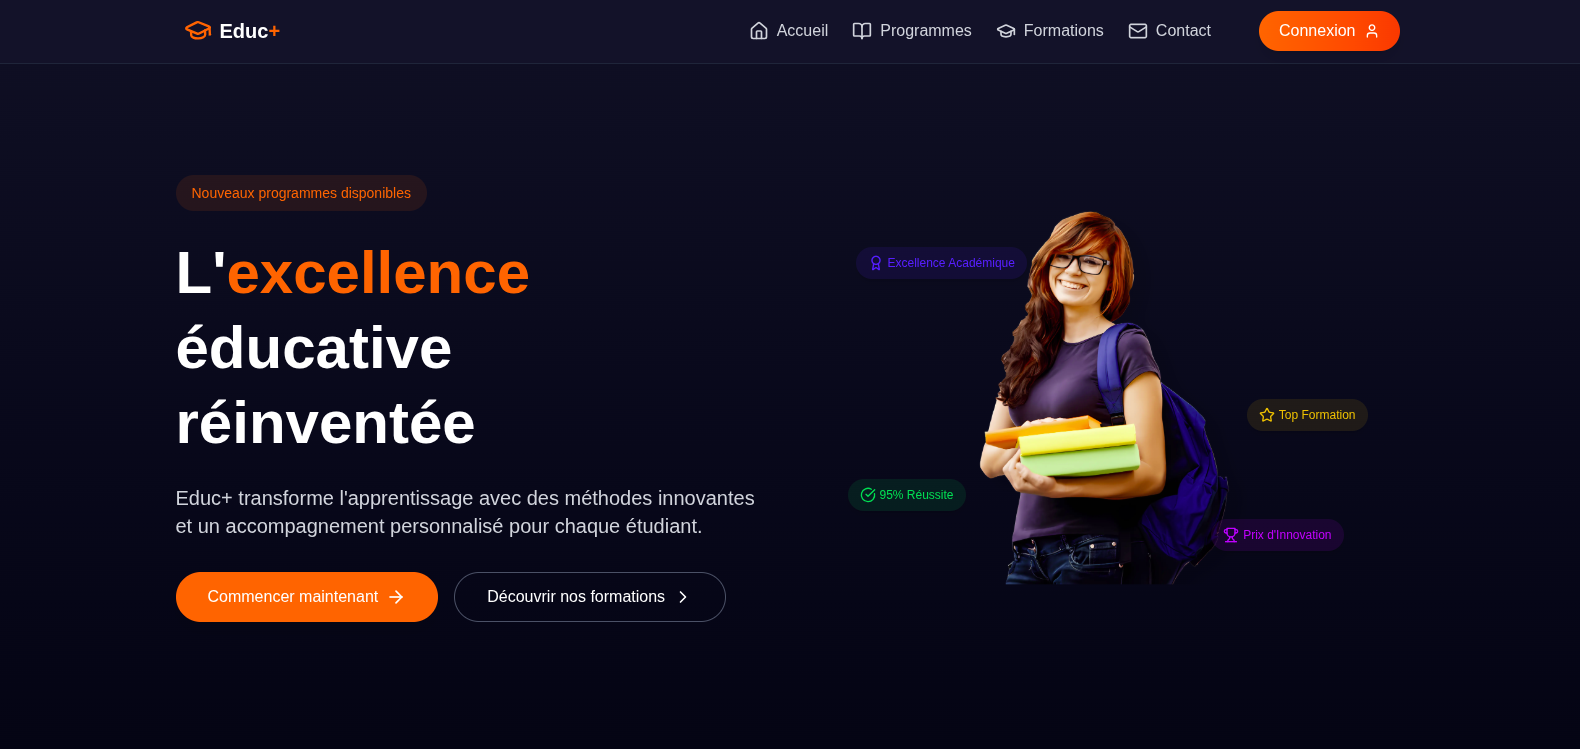 Educ+
Accueil
Programmes
Formations
Contact
Connexion
Nouveaux programmes disponibles
L'excellence
éducative
réinventée
Educ+ transforme l'apprentissage avec des méthodes innovantes
et un accompagnement personnalisé pour chaque étudiant.
Commencer maintenant
Découvrir nos formations
Excellence Académique
Top Formation
95% Réussite
Prix d'Innovation